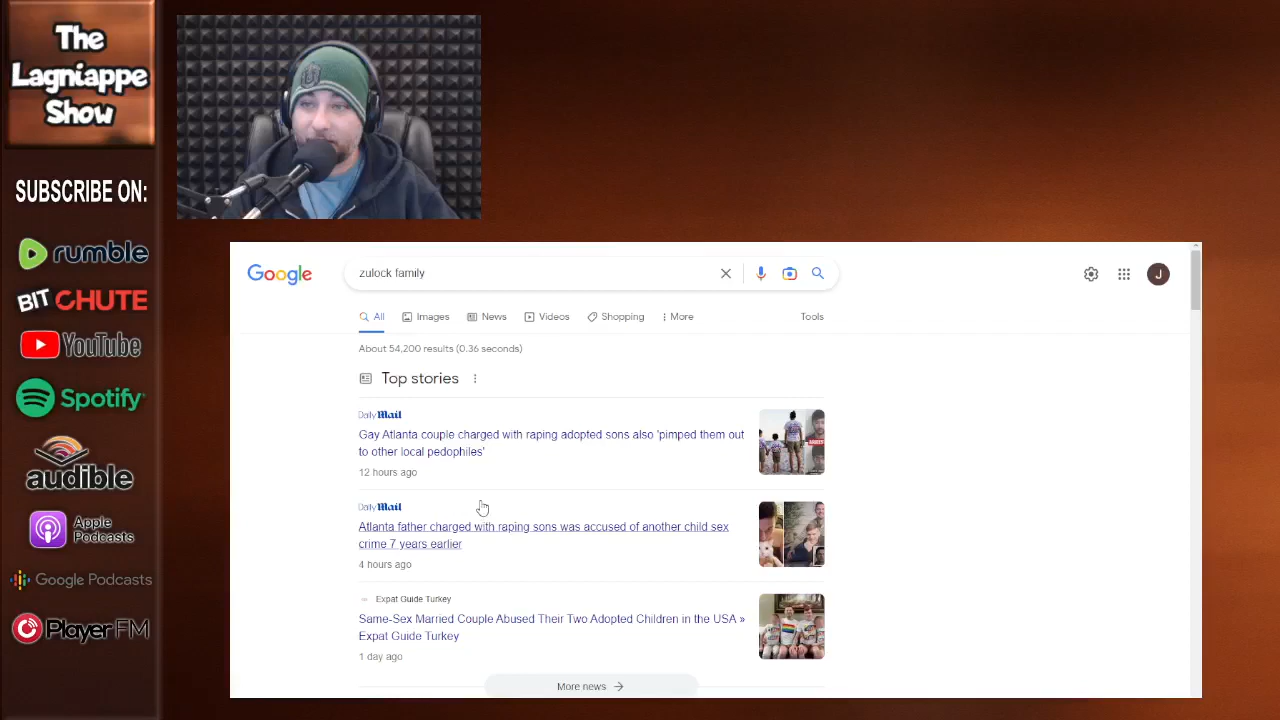 The
Lagniappe
Show
SUBSCRIBE ON:
rumble
BIT CHUTE
YouTube
Spotify
audible
Apple
Podcasts
Google Podcasts
Player FM
Google
zulock family
J
All
Images
News
Videos
Shopping
More
Tools
About 54,200 results (0.36 seconds)
Top stories
Daily Mail
Gay Atlanta couple charged with raping adopted sons also 'pimped them out
to other local pedophiles'
12 hours ago
Daily Mail
Atlanta father charged with raping sons was accused of another child sex
crime 7 years earlier
4 hours ago
Expat Guide Turkey
Same-Sex Married Couple Abused Their Two Adopted Children in the USA »
Expat Guide Turkey
1 day ago
More news